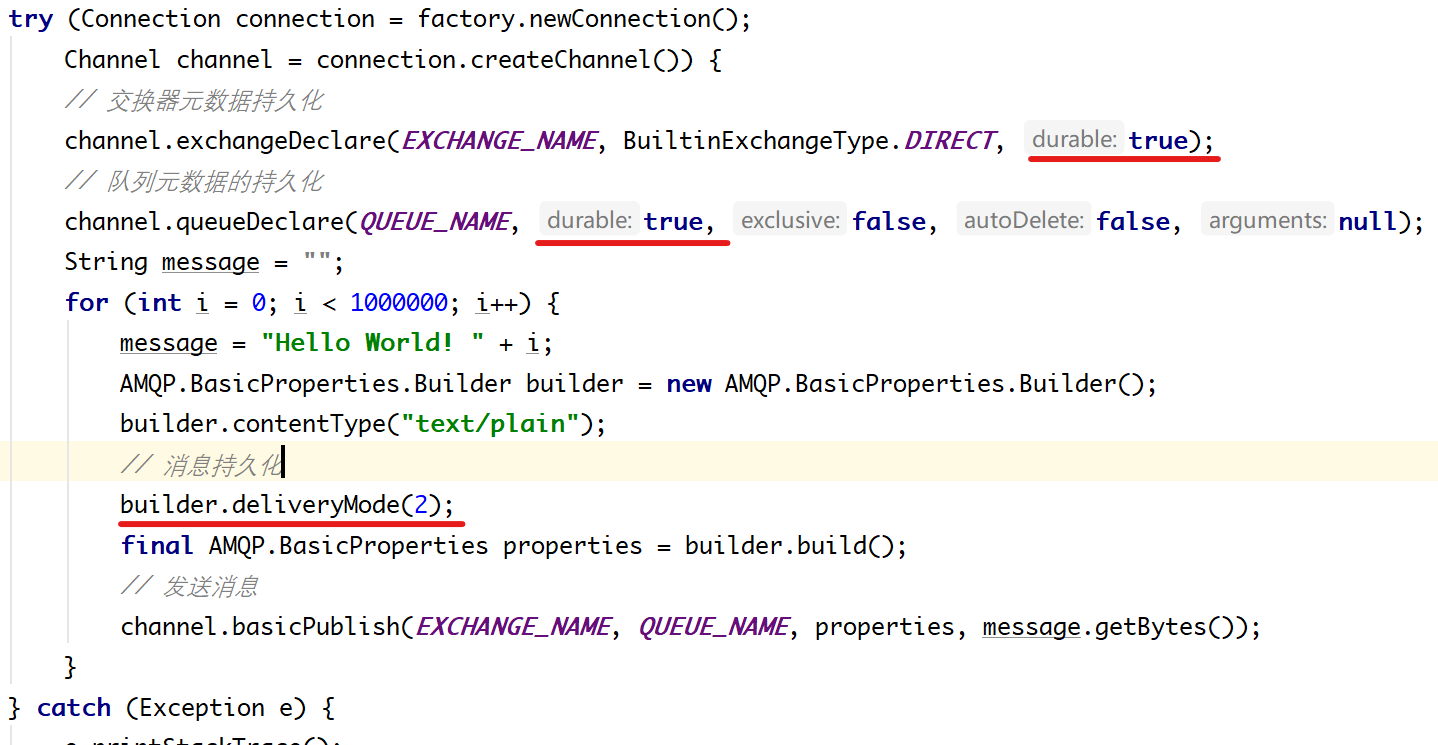 try (Connection connection = factory.newConnection();
Channel channel = connection.createChannel()) {
// 交换器元数据持久化
channel.exchangeDeclare(EXCHANGE_NAME, BuiltinExchangeType.DIRECT, durable: true);
// 队列元数据的持久化
channel.queueDeclare(QUEUE_NAME, durable: true, exclusive: false, autoDelete: false, arguments: null);
String message = "";
for (int i = 0; i < 1000000; i++) {
message = "Hello World! " + i;
AMQP.BasicProperties.Builder builder = new AMQP.BasicProperties.Builder();
builder.contentType("text/plain");
// 消息持久化
builder.deliveryMode(2);
final AMQP.BasicProperties properties = builder.build();
// 发送消息
channel.basicPublish(EXCHANGE_NAME, QUEUE_NAME, properties, message.getBytes());
}
} catch (Exception e) {
e.printStackTrace();